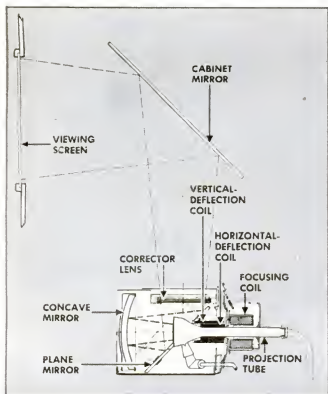 CABINET
MIRROR
VIEWING
SCREEN
VERTICAL-
DEFLECTION
COIL
HORIZONTAL-
DEFLECTION
COIL
CORRECTOR
LENS
FOCUSING
COIL
CONCAVE
MIRROR
PLANE
MIRROR
PROJECTION
TUBE